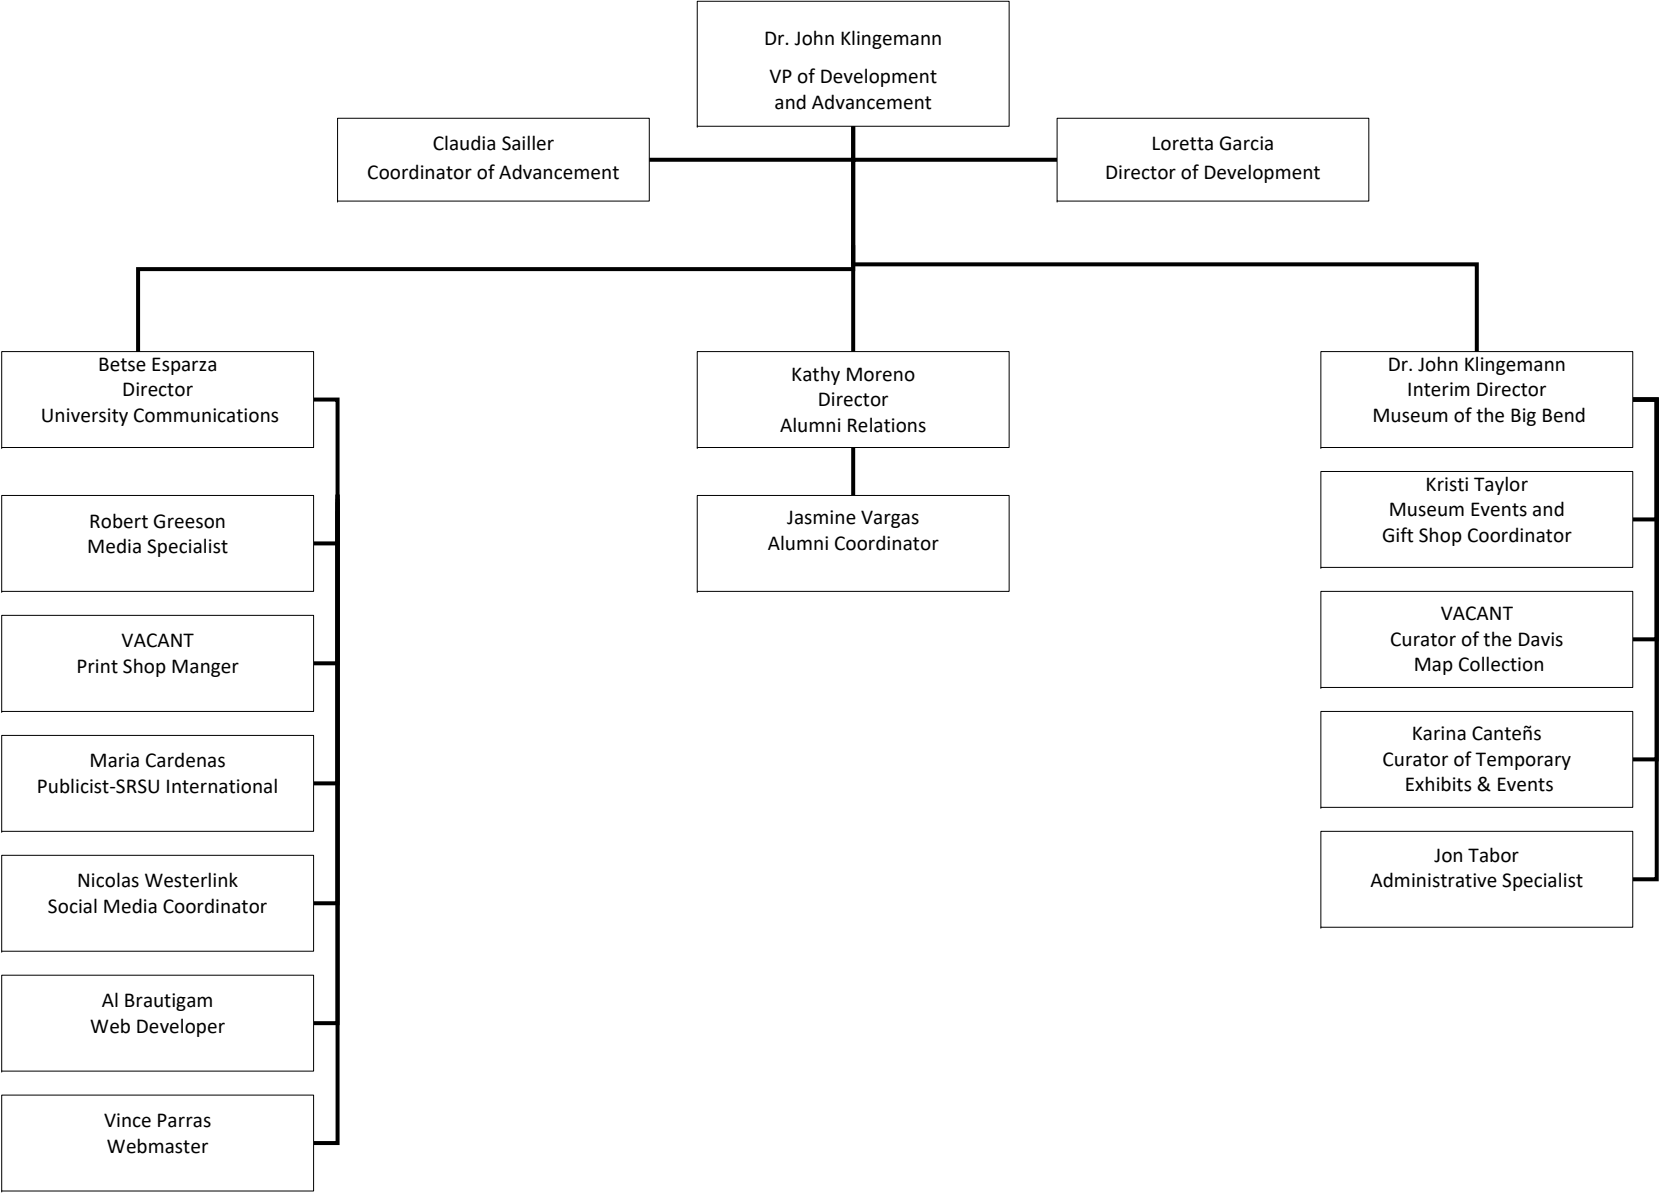 Dr. John Klingemann
VP of Development
and Advancement
Claudia Sailler
Coordinator of Advancement
Loretta Garcia
Director of Development
Betse Esparza
Director
University Communications
Robert Greeson
Media Specialist
VACANT
Print Shop Manger
Maria Cardenas
Publicist-SRSU International
Nicolas Westerlink
Social Media Coordinator
Al Brautigam
Web Developer
Vince Parras
Webmaster
Kathy Moreno
Director
Alumni Relations
Jasmine Vargas
Alumni Coordinator
Dr. John Klingemann
Interim Director
Museum of the Big Bend
Kristi Taylor
Museum Events and
Gift Shop Coordinator
VACANT
Curator of the Davis
Map Collection
Karina Canteñs
Curator of Temporary
Exhibits & Events
Jon Tabor
Administrative Specialist